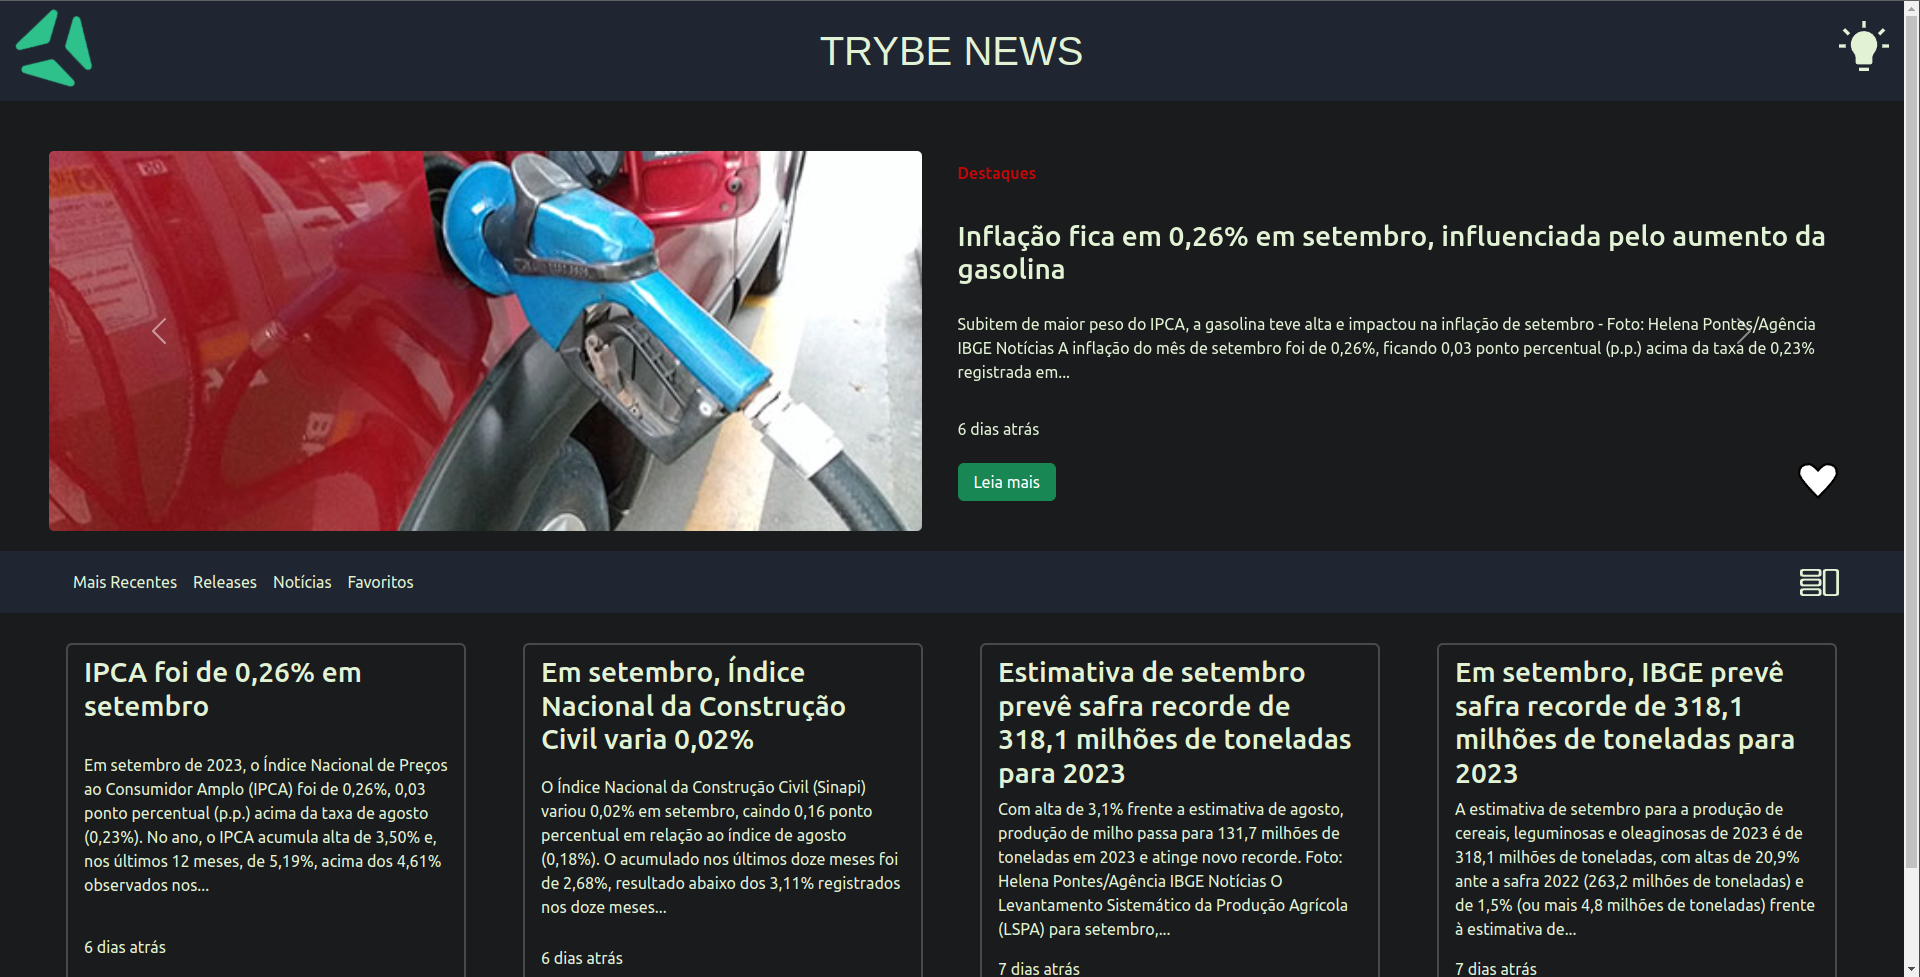 TRYBE NEWS
Destaques
Inflação fica em 0,26% em setembro, influenciada pelo aumento da
gasolina
Subitem de maior peso do IPCA, a gasolina teve alta e impactou na inflação de setembro - Foto: Helena Pontes/Agência
IBGE Notícias A inflação do mês de setembro foi de 0,26%, ficando 0,03 ponto percentual (p.p.) acima da taxa de 0,23%
registrada em...
6 dias atrás
Leia mais
Mais Recentes Releases Notícias Favoritos
IPCA foi de 0,26% em
setembro
Em setembro de 2023, o Índice Nacional de Preços
ao Consumidor Amplo (IPCA) foi de 0,26%, 0,03
ponto percentual (p.p.) acima da taxa de agosto
(0,23%). No ano, o IPCA acumula alta de 3,50% e,
nos últimos 12 meses, de 5,19%, acima dos 4,61%
observados nos...
6 dias atrás
Em setembro, Índice
Nacional da Construção
Civil varia 0,02%
O Índice Nacional da Construção Civil (Sinapi)
variou 0,02% em setembro, caindo 0,16 ponto
percentual em relação ao índice de agosto
(0,18%). O acumulado nos últimos doze meses foi
de 2,68%, resultado abaixo dos 3,11% registrados
nos doze meses...
6 dias atrás
Estimativa de setembro
prevê safra recorde de
318,1 milhões de toneladas
para 2023
Com alta de 3,1% frente a estimativa de agosto,
produção de milho passa para 131,7 milhões de
toneladas em 2023 e atinge novo recorde. Foto:
Helena Pontes/Agência IBGE Notícias O
Levantamento Sistemático da Produção Agrícola
(LSPA) para setembro,...
7 dias atrás
Em setembro, IBGE prevê
safra recorde de 318,1
milhões de toneladas para
2023
A estimativa de setembro para a produção de
cereais, leguminosas e oleaginosas de 2023 é de
318,1 milhões de toneladas, com altas de 20,9%
ante a safra 2022 (263,2 milhões de toneladas) e
de 1,5% (ou mais 4,8 milhões de toneladas) frente
à estimativa de...
7 dias atrás